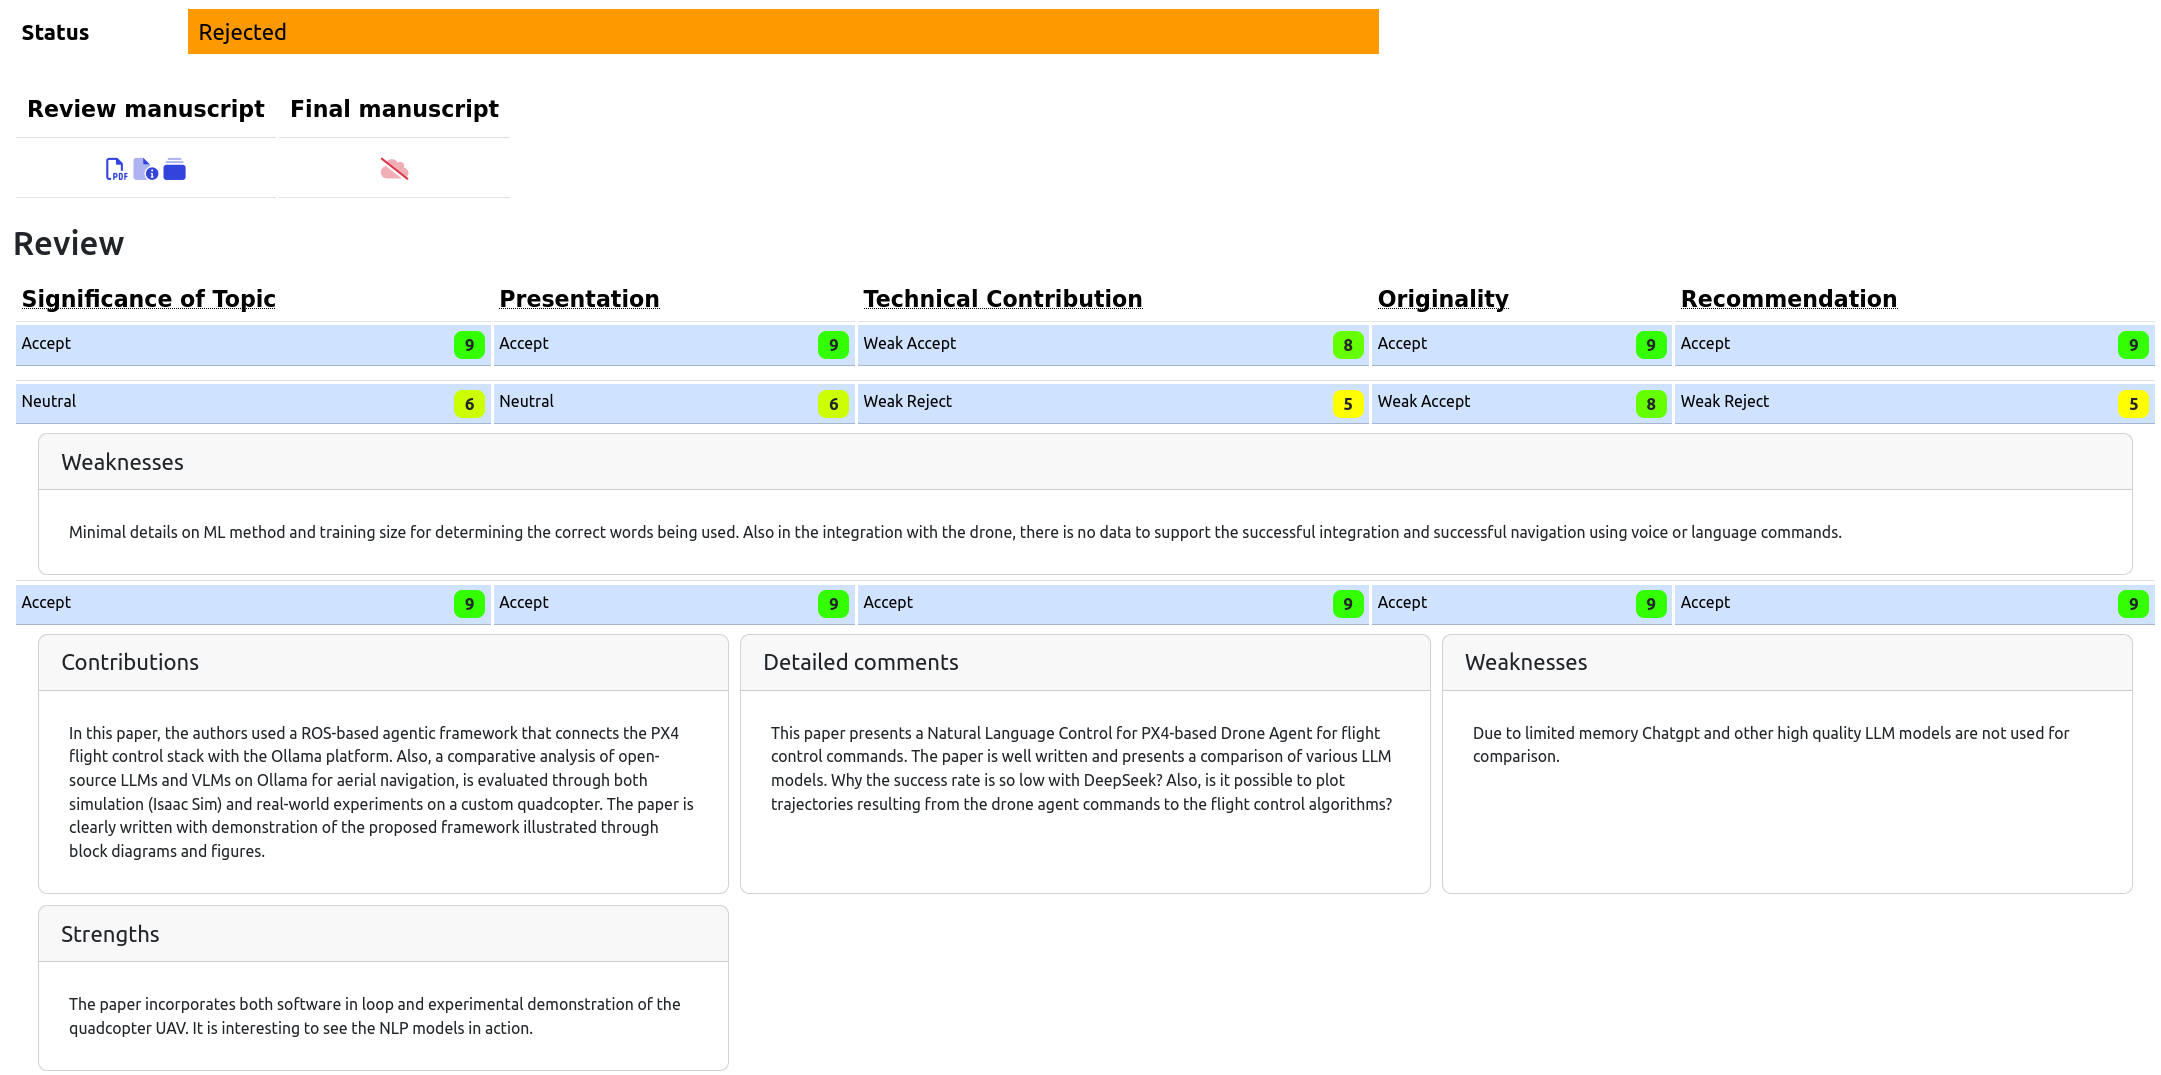 Status Rejected
Review manuscript Final manuscript
PDF i
Review
Significance of Topic Presentation Technical Contribution Originality Recommendation
Accept 9 Accept 9 Weak Accept 8 Accept 9 Accept 9
Neutral 6 Neutral 6 Weak Reject 5 Weak Accept 8 Weak Reject 5
Weaknesses
Minimal details on ML method and training size for determining the correct words being used. Also in the integration with the drone, there is no data to support the successful integration and successful navigation using voice or language commands.
Accept 9 Accept 9 Accept 9 Accept 9 Accept 9
Contributions
In this paper, the authors used a ROS-based agentic framework that connects the PX4
flight control stack with the Ollama platform. Also, a comparative analysis of open-
source LLMs and VLMs on Ollama for aerial navigation, is evaluated through both
simulation (Isaac Sim) and real-world experiments on a custom quadcopter. The paper is
clearly written with demonstration of the proposed framework illustrated through
block diagrams and figures.
Detailed comments
This paper presents a Natural Language Control for PX4-based Drone Agent for flight
control commands. The paper is well written and presents a comparison of various LLM
models. Why the success rate is so low with DeepSeek? Also, is it possible to plot
trajectories resulting from the drone agent commands to the flight control algorithms?
Weaknesses
Due to limited memory Chatgpt and other high quality LLM models are not used for
comparison.
Strengths
The paper incorporates both software in loop and experimental demonstration of the
quadcopter UAV. It is interesting to see the NLP models in action.